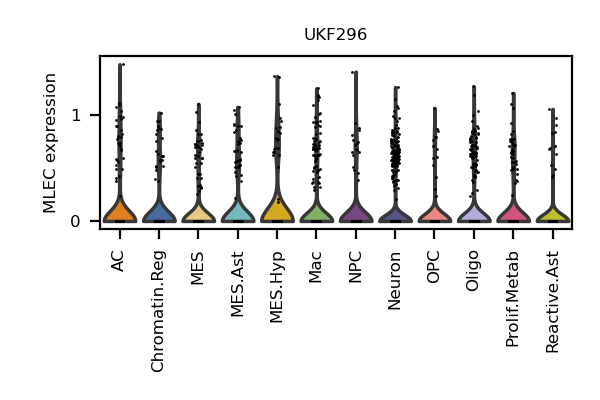 UKF296
MLEC expression
1
0
AC
Chromatin.Reg
MES
MES.Ast
MES.Hyp
Mac
NPC
Neuron
OPC
Oligo
Prolif.Metab
Reactive.Ast